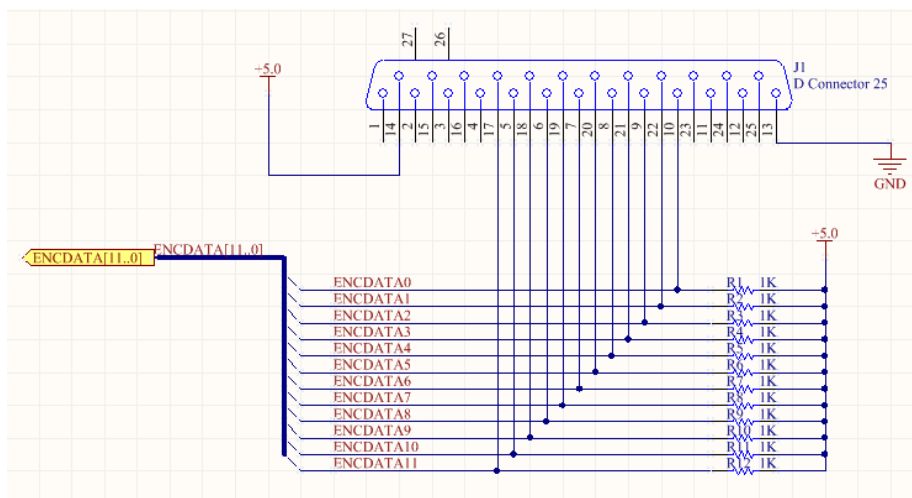 27
26
+5.0
J1
D Connector 25
1
14
2
15
3
16
4
17
5
18
6
19
7
20
8
21
9
22
10
23
11
24
12
25
13
GND
+5.0
ENCDATA[11..0]
ENCDATA[11..0]
ENCDATA0 R1 1K
ENCDATA1 R2 1K
ENCDATA2 R3 1K
ENCDATA3 R4 1K
ENCDATA4 R5 1K
ENCDATA5 R6 1K
ENCDATA6 R7 1K
ENCDATA7 R8 1K
ENCDATA8 R9 1K
ENCDATA9 R10 1K
ENCDATA10 R11 1K
ENCDATA11 R12 1K